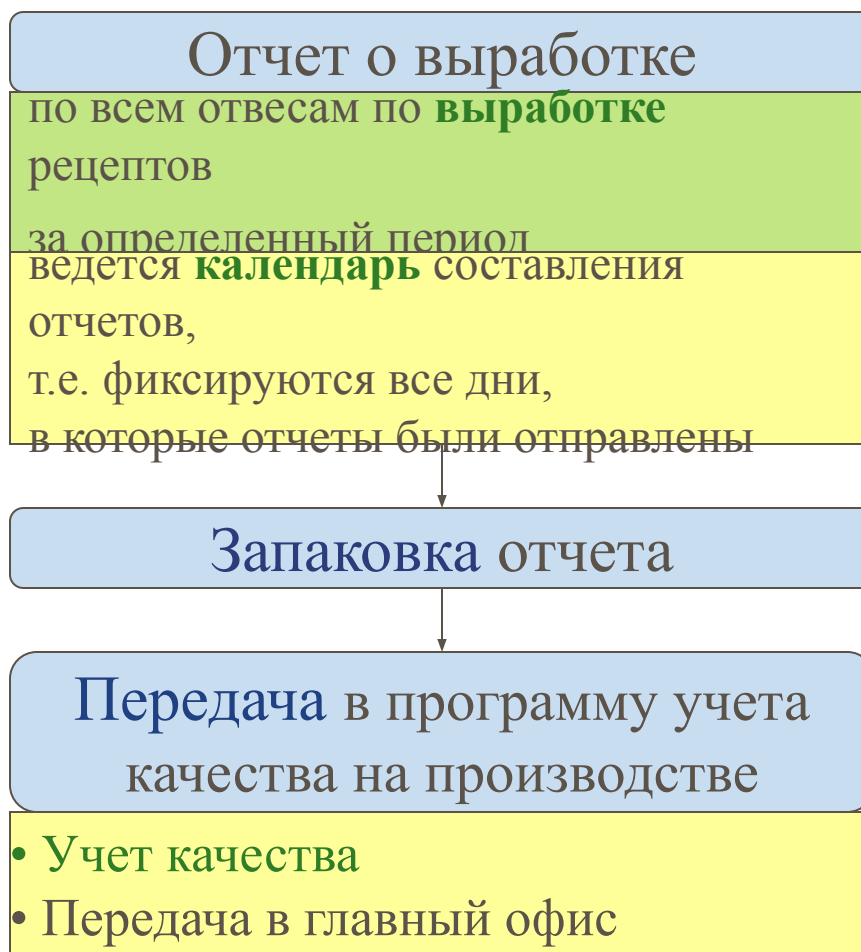 Отчет о выработке
по всем отвесам по выработке
рецептов
за определенный период
ведется календарь составления
отчетов,
т.е. фиксируются все дни,
в которые отчеты были отправлены
Запаковка отчета
Передача в программу учета
качества на производстве
• Учет качества
• Передача в главный офис